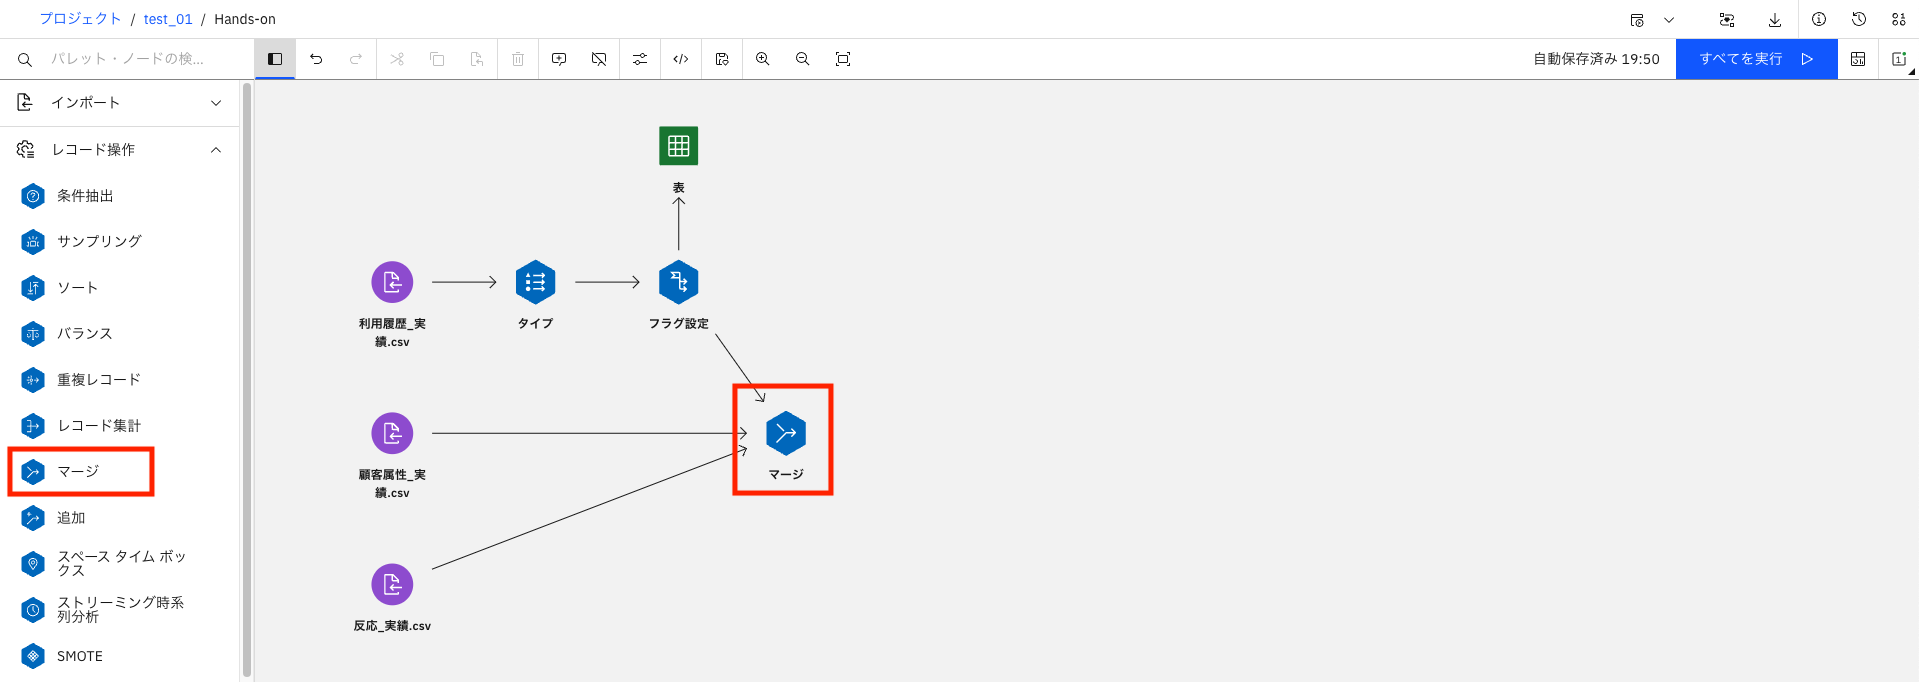 プロジェクト / test_01 / Hands-on
パレット・ノードの検...
自動保存済み 19:50
すべてを実行
インポート
レコード操作
条件抽出
サンプリング
ソート
バランス
重複レコード
レコード集計
マージ
追加
スペース タイム ボッ
クス
ストリーミング時系
列分析
SMOTE
表
利用履歴_実
績.csv
タイプ
フラグ設定
顧客属性_実
績.csv
マージ
反応_実績.csv